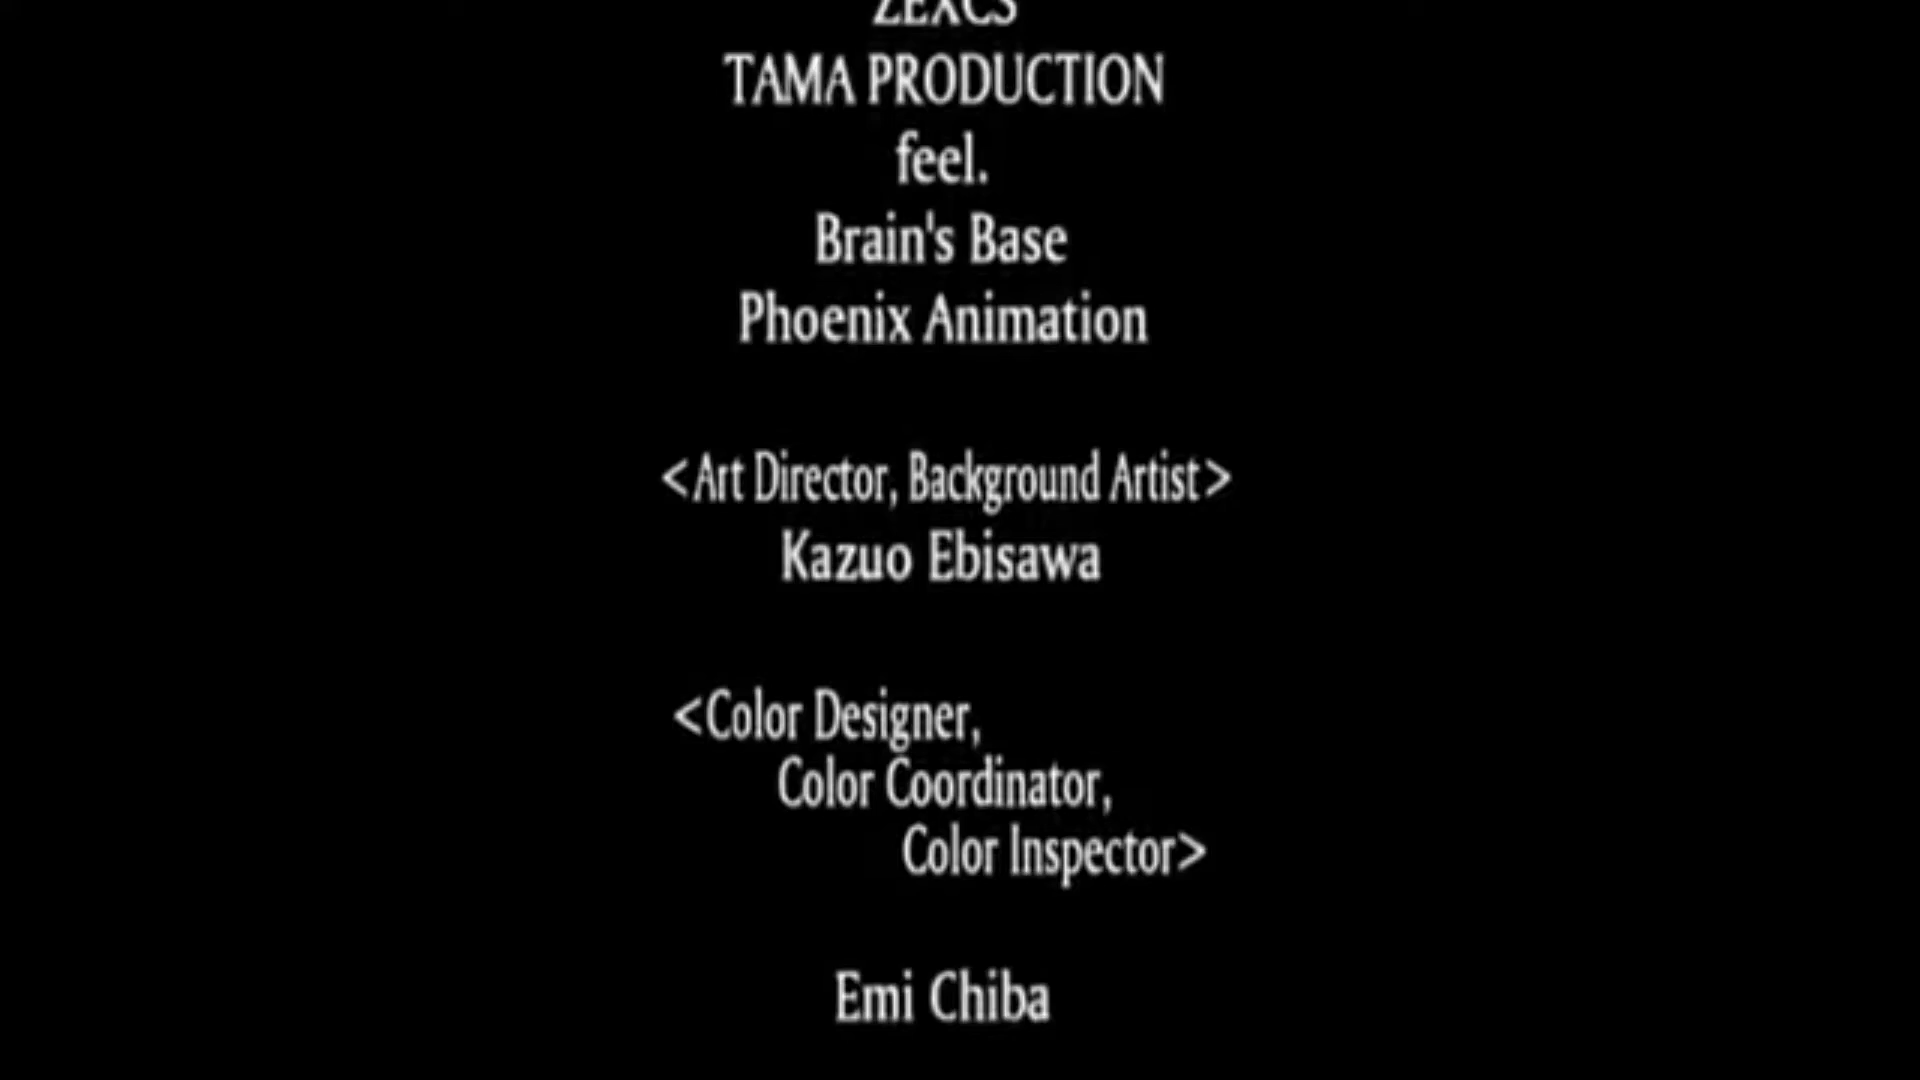 ZEXCS
TAMA PRODUCTION
feel.
Brain's Base
Phoenix Animation
<Art Director, Background Artist>
Kazuo Ebisawa
<Color Designer,
Color Coordinator,
Color Inspector>
Emi Chiba